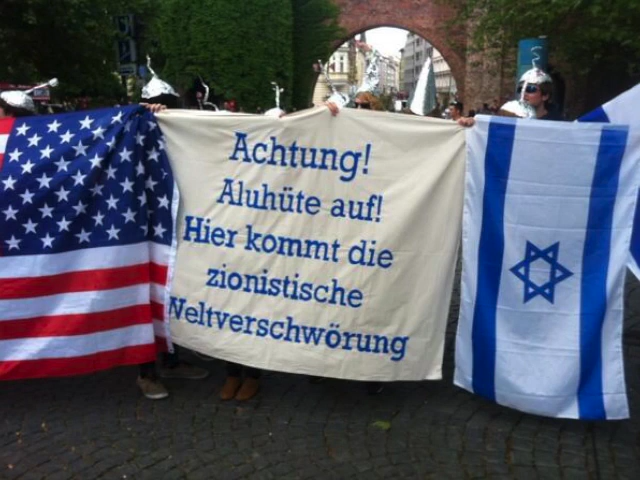 Achtung!
Aluhüte auf!
Hier kommt die
zionistische
Weltverschwörung